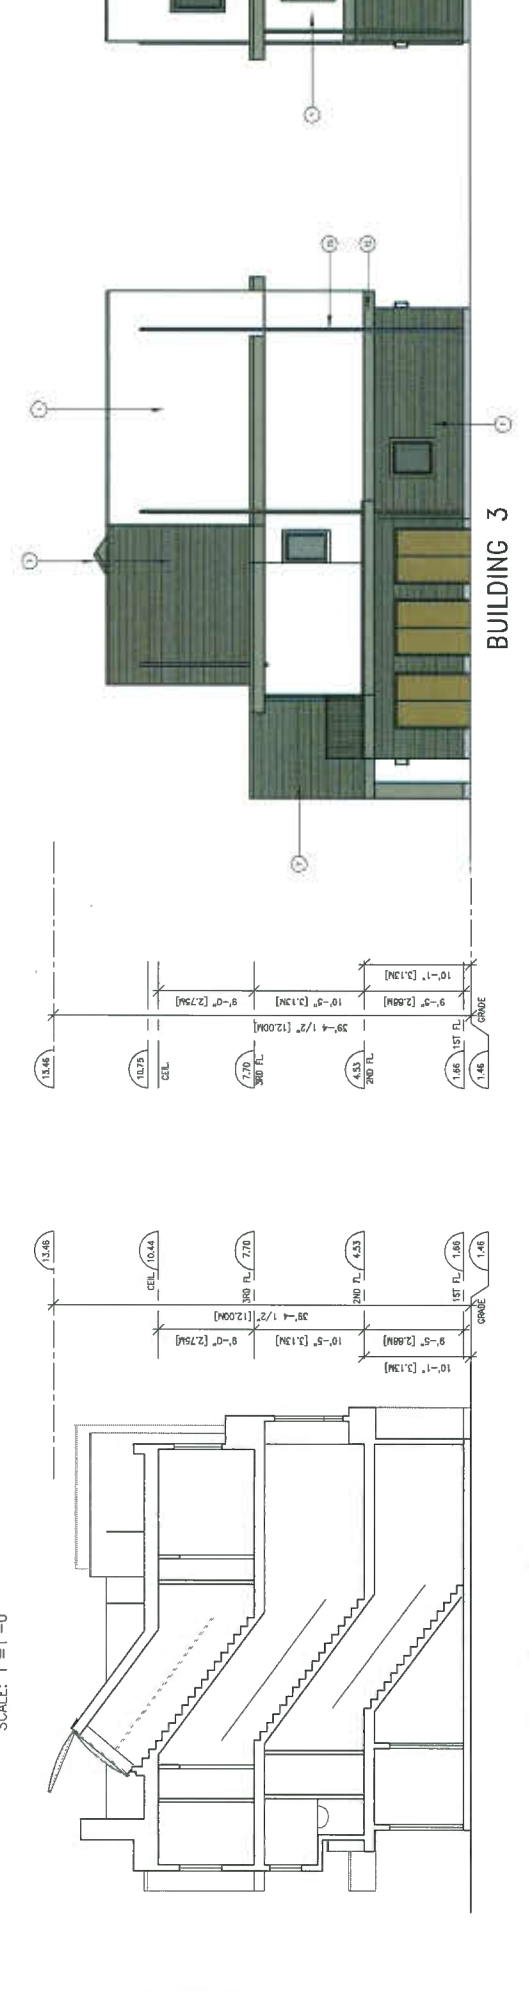 SCALE: 1"=1'-0"
BUILDING 3
13.46
10.75
CEIL.
7.70
3RD FL.
4.53
2ND FL.
1.66
1ST FL.
1.46
GRADE
39'-4 1/2" [12.00M]
9'-0" [2.75M]
10'-5" [3.13M]
9'-5" [2.88M]
10'-1" [3.13M]
13.46
10.44
CEIL.
7.70
3RD FL.
4.53
2ND FL.
1.66
1ST FL.
1.46
GRADE
39'-4 1/2" [12.00M]
9'-0" [2.75M]
10'-5" [3.13M]
9'-5" [2.88M]
10'-1" [3.13M]